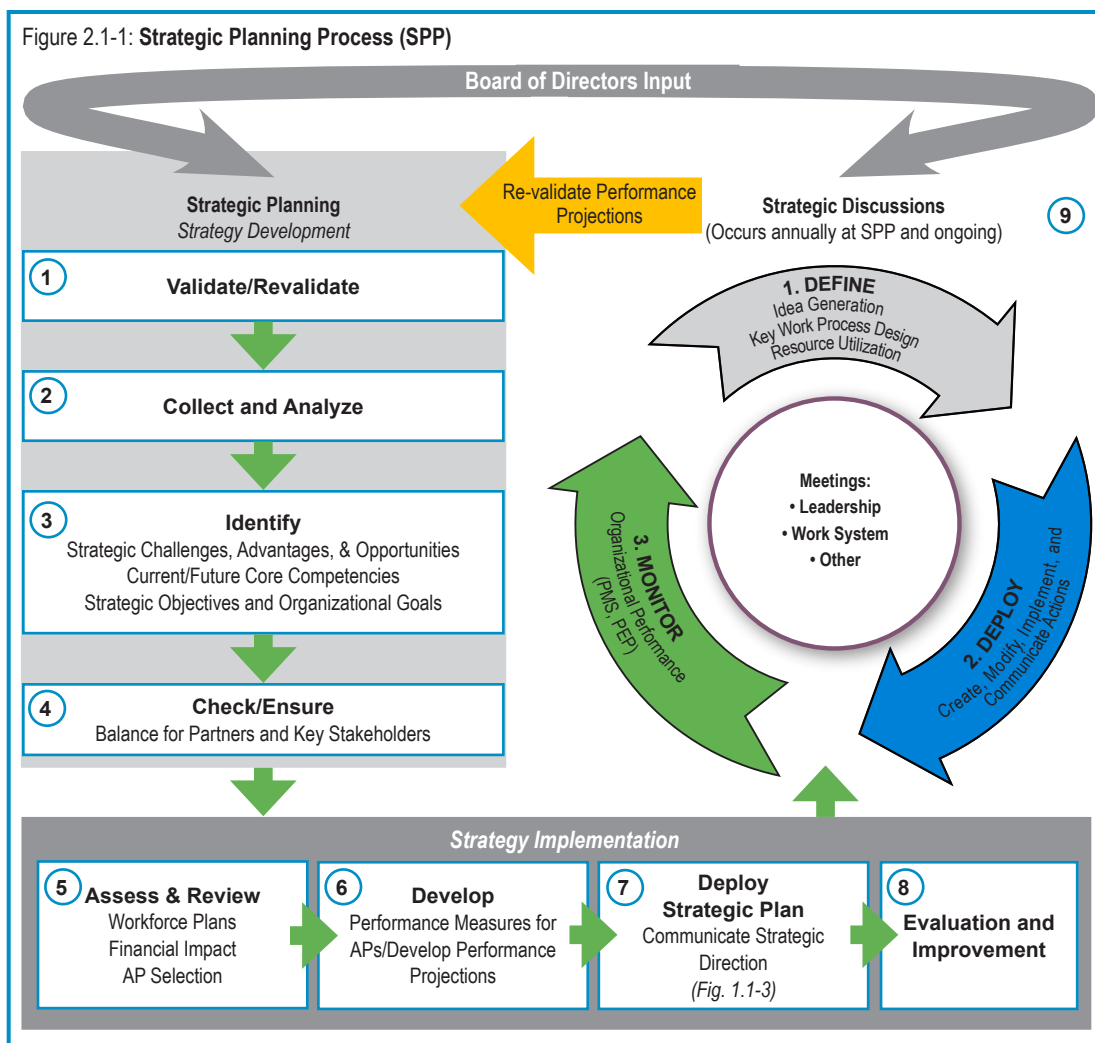 Figure 2.1-1: Strategic Planning Process (SPP)
Board of Directors Input
Strategic Planning
Strategy Development
1
Validate/Revalidate
2
Collect and Analyze
3
Identify
Strategic Challenges, Advantages, & Opportunities
Current/Future Core Competencies
Strategic Objectives and Organizational Goals
4
Check/Ensure
Balance for Partners and Key Stakeholders
Re-validate Performance
Projections
Strategic Discussions
(Occurs annually at SPP and ongoing)
9
1. DEFINE
Idea Generation
Key Work Process Design
Resource Utilization
2. DEPLOY
Create, Modify, Implement, and
Communicate Actions
3. MONITOR
Organizational Performance
(PMS, PEP)
Meetings:
• Leadership
• Work System
• Other
Strategy Implementation
5
Assess & Review
Workforce Plans
Financial Impact
AP Selection
6
Develop
Performance Measures for
APs/Develop Performance
Projections
7
Deploy
Strategic Plan
Communicate Strategic
Direction
(Fig. 1.1-3)
8
Evaluation and
Improvement